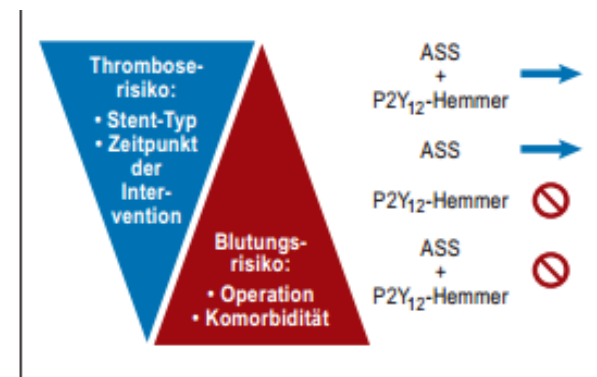 Thrombose-
risiko:
• Stent-Typ
• Zeitpunkt
der
Inter-
vention
Blutungs-
risiko:
• Operation
• Komorbidität
ASS
+
P2Y12-Hemmer
ASS
P2Y12-Hemmer
ASS
+
P2Y12-Hemmer